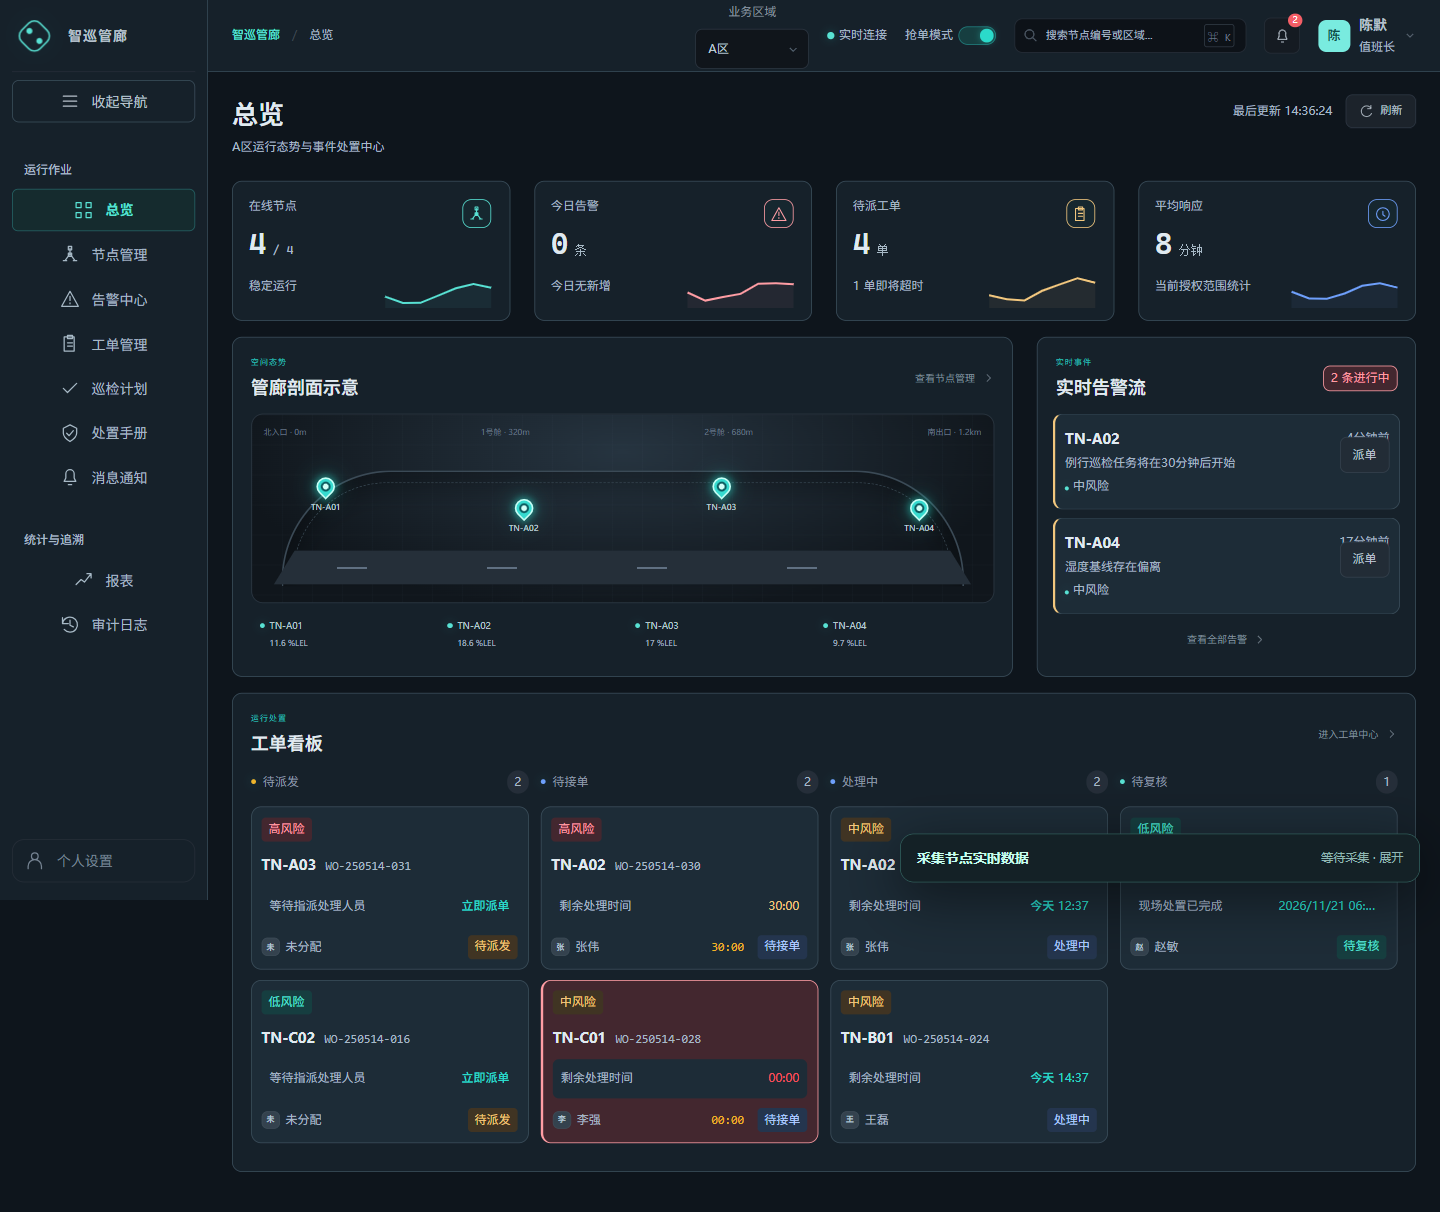 智巡管廊
收起导航
运行作业
总览
节点管理
告警中心
工单管理
巡检计划
处置手册
消息通知
统计与追溯
报表
审计日志
个人设置
智巡管廊 / 总览
业务区域
A区
实时连接
抢单模式
搜索节点编号或区域...
⌘ K
2
陈
陈默
值班长
总览
A区运行态势与事件处置中心
最后更新 14:36:24
刷新
在线节点
4 / 4
稳定运行
今日告警
0 条
今日无新增
待派工单
4 单
1 单即将超时
平均响应
8 分钟
当前授权范围统计
空间态势
管廊剖面示意
查看节点管理
北入口 · 0m
1号舱 · 320m
2号舱 · 680m
南出口 · 1.2km
TN-A01
TN-A02
TN-A03
TN-A04
TN-A01
11.6 %LEL
TN-A02
18.6 %LEL
TN-A03
17 %LEL
TN-A04
9.7 %LEL
实时事件
实时告警流
2 条进行中
TN-A02
4分钟前
例行巡检任务将在30分钟后开始
派单
中风险
TN-A04
17分钟前
湿度基线存在偏离
派单
中风险
查看全部告警
运行处置
工单看板
进入工单中心
待派发
2
高风险
TN-A03 WO-250514-031
等待指派处理人员
立即派单
未
未分配
待派发
低风险
TN-C02 WO-250514-016
等待指派处理人员
立即派单
未
未分配
待派发
待接单
2
高风险
TN-A02 WO-250514-030
剩余处理时间
30:00
张
张伟
30:00
待接单
中风险
TN-C01 WO-250514-028
剩余处理时间
00:00
李
李强
00:00
待接单
处理中
2
中风险
TN-A02
剩余处理时间
今天 12:37
张
张伟
处理中
中风险
TN-B01 WO-250514-024
剩余处理时间
今天 14:37
王
王磊
处理中
待复核
1
低风险
现场处置已完成
2026/11/21 06:...
赵
赵敏
待复核
采集节点实时数据
等待采集 · 展开